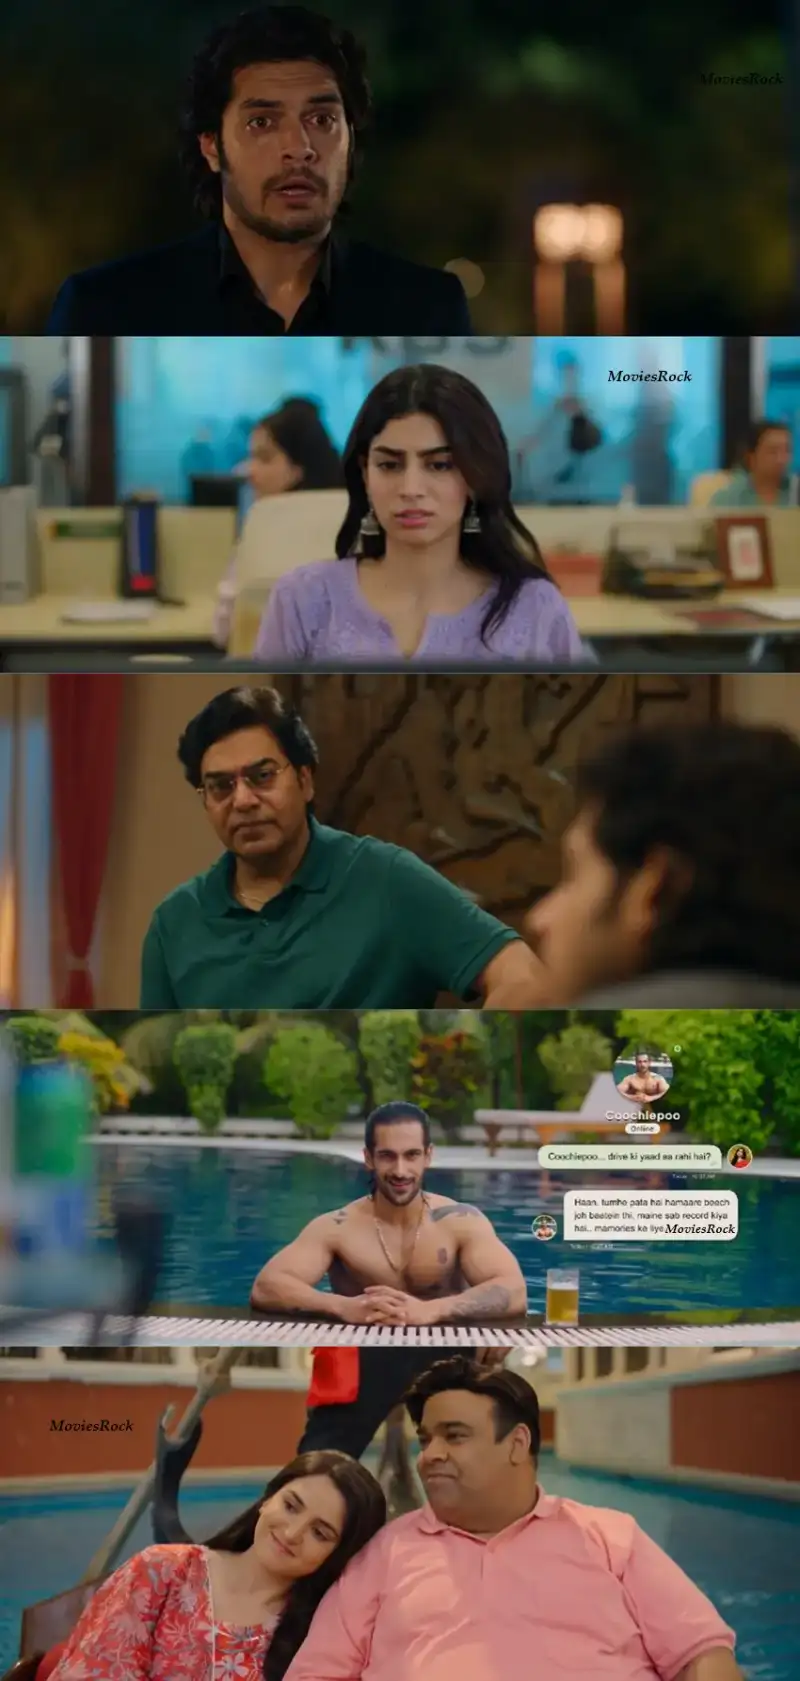 MoviesRock
MoviesRock
Coochiepoo
Online
Coochiepoo... drive ki yaad aa rahi hai?
Haan. tumhe pata hai hamaare beach
joh baatein thi, maine sab record kiya
hai.. mamories ke liye
MoviesRock
MoviesRock